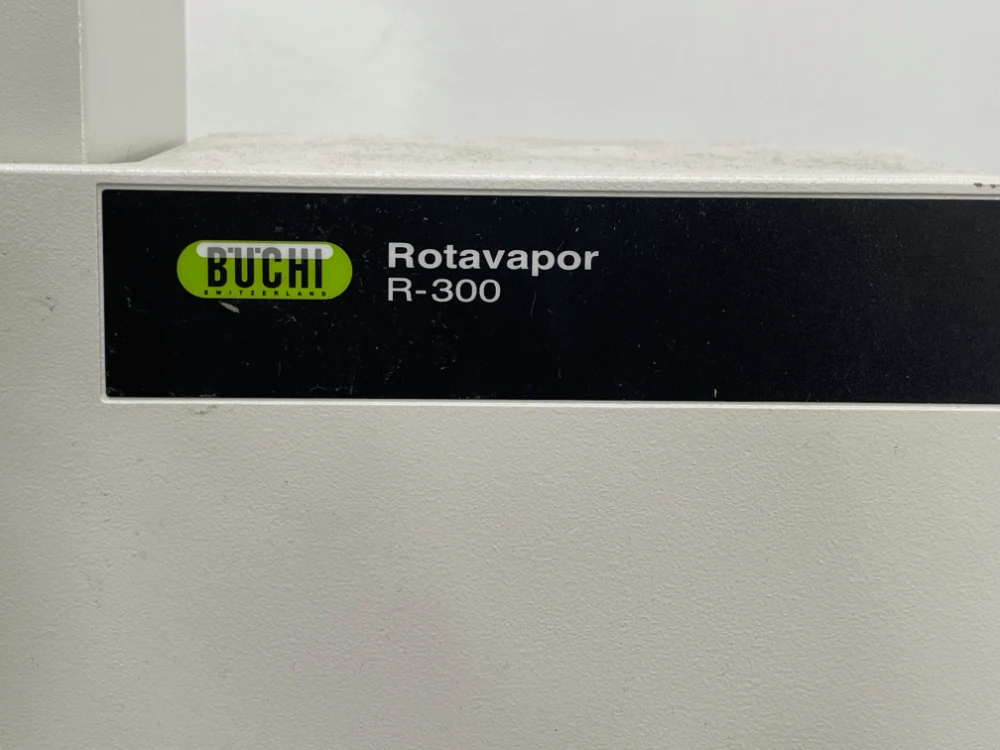 BÜCHI
SWITZERLAND
Rotavapor
R-300